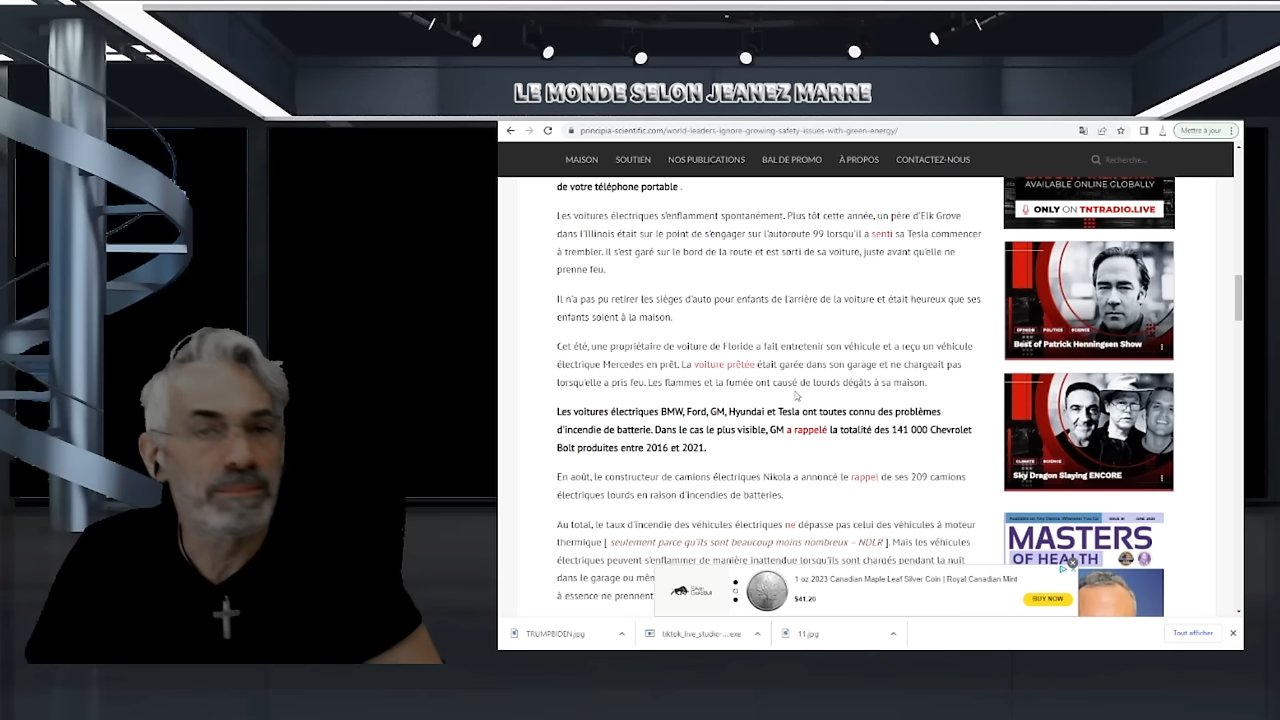 LE MONDE SELON JEANEZ MARRE
principia-scientific.com/world-leaders-ignore-growing-safety-issues-with-green-energy/
Mettre à jour
MAISON SOUTIEN NOS PUBLICATIONS BAL DE PROMO À PROPOS CONTACTEZ-NOUS Recherche...
de votre téléphone portable .
Les voitures électriques s'enflamment spontanément. Plus tôt cette année, un père d'Elk Grove
dans l'Illinois était sur le point de s'engager sur l'autoroute 99 lorsqu'il a senti sa Tesla commencer
à trembler. Il s'est garé sur le bord de la route et est sorti de sa voiture, juste avant qu'elle ne
prenne feu.
Il n'a pas pu retirer les sièges d'auto pour enfants de l'arrière de la voiture et était heureux que ses
enfants soient à la maison.
Cet été, une propriétaire de voiture de Floride a fait entretenir son véhicule et a reçu un véhicule
électrique Mercedes en prêt. La voiture prêtée était garée dans son garage et ne chargeait pas
lorsqu'elle a pris feu. Les flammes et la fumée ont causé de lourds dégâts à sa maison.
Les voitures électriques BMW, Ford, GM, Hyundai et Tesla ont toutes connu des problèmes
d'incendie de batterie. Dans le cas le plus visible, GM a rappelé la totalité des 141 000 Chevrolet
Bolt produites entre 2016 et 2021.
En août, le constructeur de camions électriques Nikola a annoncé le rappel de ses 209 camions
électriques lourds en raison d'incendies de batteries.
Au total, le taux d'incendie des véhicules électriques ne dépasse pas celui des véhicules à moteur
thermique [ seulement parce qu'ils sont beaucoup moins nombreux – NDLR ]. Mais les véhicules
électriques peuvent s'enflammer de manière inattendue lorsqu'ils sont chargés pendant la nuit
dans le garage ou mêm
à essence ne prennent
AVAILABLE ONLINE GLOBALLY
ONLY ON TNTRADIO.LIVE
OPINION POLITICS SCIENCE
Best of Patrick Henningsen Show
CLIMATE SCIENCE
Sky Dragon Slaying ENCORE
MASTERS
OF HEALTH
1 oz 2023 Canadian Maple Leaf Silver Coin | Royal Canadian Mint
$41.20
BUY NOW
TRUMPBIDEN.jpg
tiktok_live_studio-....exe
11.jpg
Tout afficher